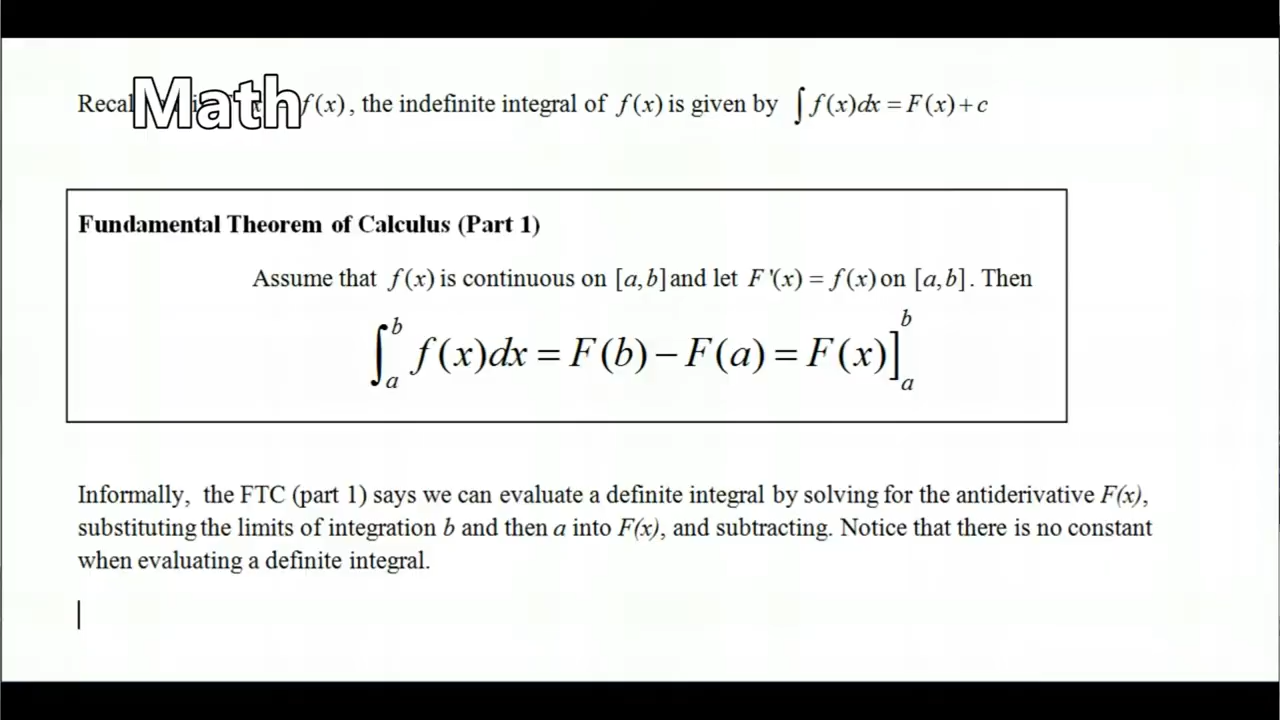 Math
Recal f(x), the indefinite integral of f(x) is given by ∫ f(x)dx = F(x)+c
Fundamental Theorem of Calculus (Part 1)
Assume that f(x) is continuous on [a,b] and let F'(x) = f(x) on [a,b]. Then
∫_a^b f(x)dx = F(b) − F(a) = F(x)]_a^b
Informally, the FTC (part 1) says we can evaluate a definite integral by solving for the antiderivative F(x),
substituting the limits of integration b and then a into F(x), and subtracting. Notice that there is no constant
when evaluating a definite integral.